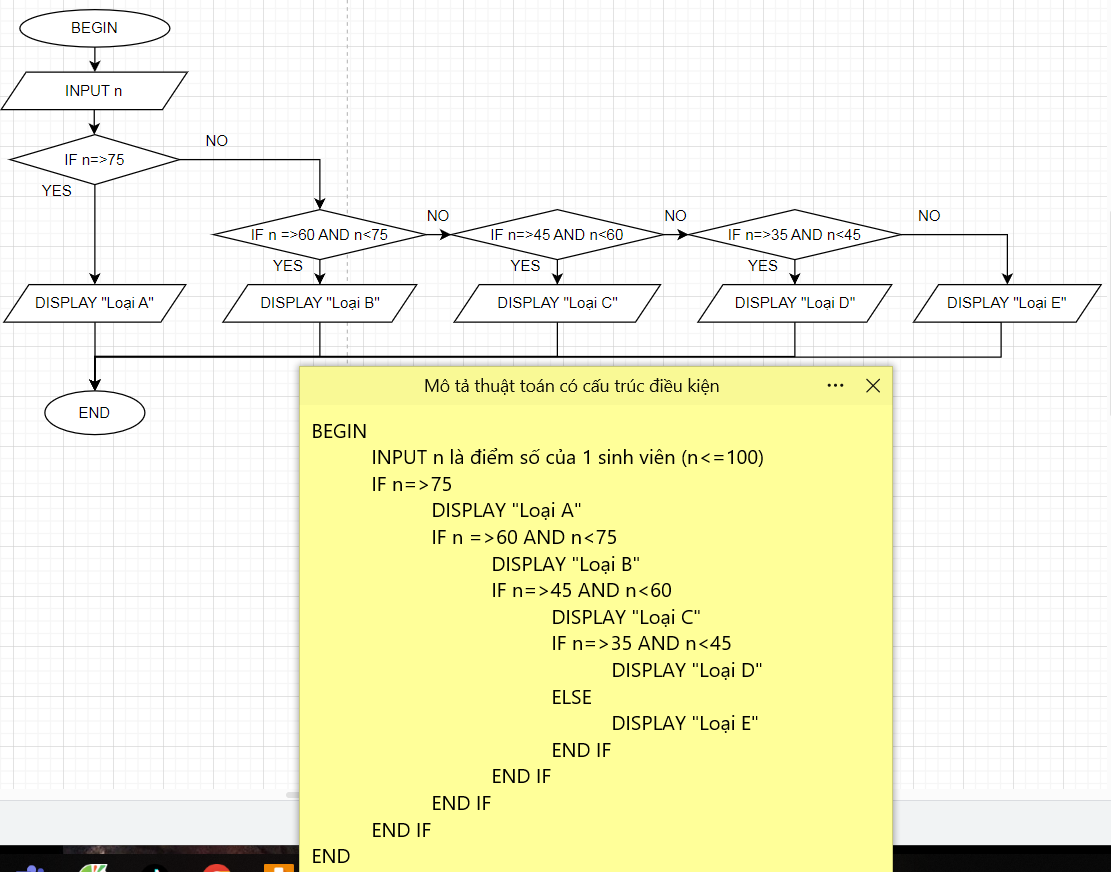 BEGIN
INPUT n
IF n=>75
NO
YES
IF n =>60 AND n<75
NO
IF n=>45 AND n<60
NO
IF n=>35 AND n<45
NO
YES
YES
YES
DISPLAY "Loại A"
DISPLAY "Loại B"
DISPLAY "Loại C"
DISPLAY "Loại D"
DISPLAY "Loại E"
END
Mô tả thuật toán có cấu trúc điều kiện
BEGIN
INPUT n là điểm số của 1 sinh viên (n<=100)
IF n=>75
DISPLAY "Loại A"
IF n =>60 AND n<75
DISPLAY "Loại B"
IF n=>45 AND n<60
DISPLAY "Loại C"
IF n=>35 AND n<45
DISPLAY "Loại D"
ELSE
DISPLAY "Loại E"
END IF
END IF
END IF
END IF
END